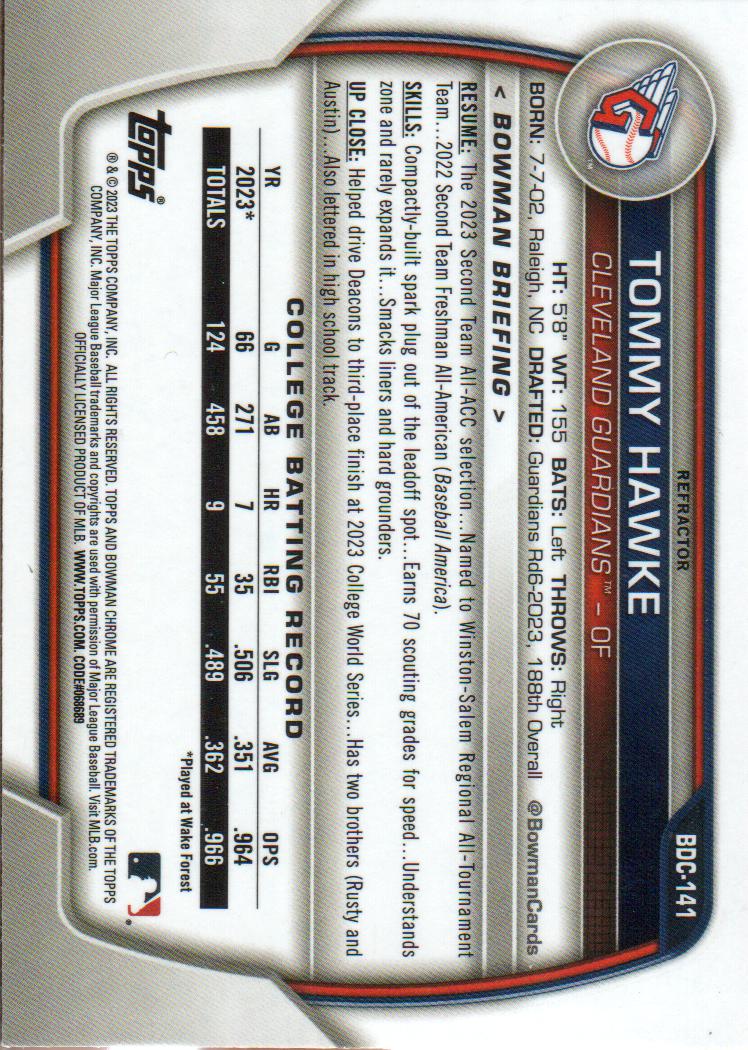 REFRACTOR
BDC-141
TOMMY HAWKE
CLEVELAND GUARDIANS™ – OF
HT: 5'8" WT: 155 BATS: Left THROWS: Right
BORN: 7-7-02, Raleigh, NC DRAFTED: Guardians Rd6-2023, 188th Overall @BowmanCards
< BOWMAN BRIEFING >
RESUME: The 2023 Second Team All-ACC selection...Named to Winston-Salem Regional All-Tournament
Team...2022 Second Team Freshman All-American (Baseball America).
SKILLS: Compactly-built spark plug out of the leadoff spot...Earns 70 scouting grades for speed...Understands
zone and rarely expands it...Smacks liners and hard grounders.
UP CLOSE: Helped drive Deacons to third-place finish at 2023 College World Series...Has two brothers (Rusty and
Austin)...Also lettered in high school track.
COLLEGE BATTING RECORD
YR G AB HR RBI SLG AVG OPS
2023* 66 271 7 35 .506 .351 .964
TOTALS 124 458 9 55 .489 .362 .966
*Played at Wake Forest
topps®
® & © 2023 THE TOPPS COMPANY, INC. ALL RIGHTS RESERVED. TOPPS AND BOWMAN CHROME ARE REGISTERED TRADEMARKS OF THE TOPPS
COMPANY, INC. Major League Baseball trademarks and copyrights are used with permission of Major League Baseball. Visit MLB.com.
OFFICIALLY LICENSED PRODUCT OF MLB. WWW.TOPPS.COM. CODE#068689